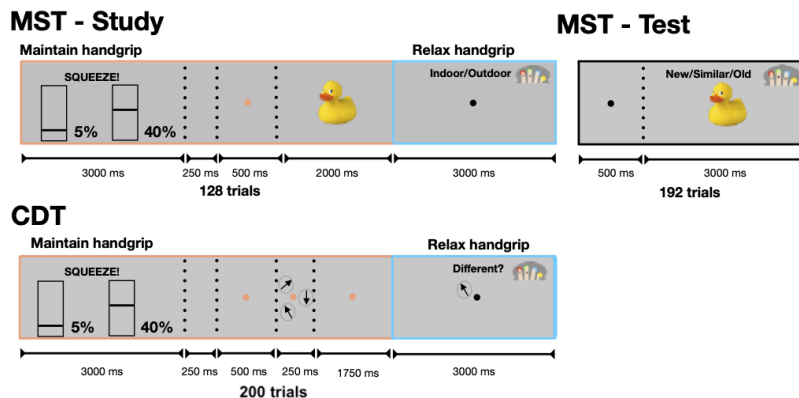 MST - Study
MST - Test
Maintain handgrip
Relax handgrip
SQUEEZE!
5%
40%
Indoor/Outdoor
New/Similar/Old
3000 ms
250 ms
500 ms
2000 ms
3000 ms
500 ms
3000 ms
128 trials
192 trials
CDT
Maintain handgrip
Relax handgrip
SQUEEZE!
5%
40%
Different?
3000 ms
250 ms
500 ms
250 ms
1750 ms
3000 ms
200 trials